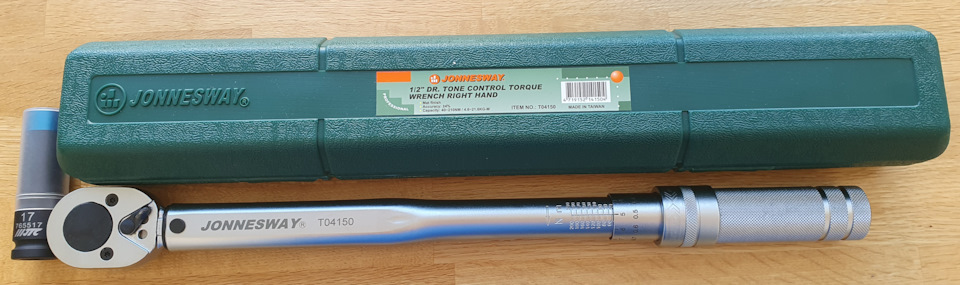 JONNESWAY®
JONNESWAY
1/2" DR. TONE CONTROL TORQUE
WRENCH RIGHT HAND
ITEM NO.: T04150
MADE IN TAIWAN
17
765517
JONNESWAY® T04150